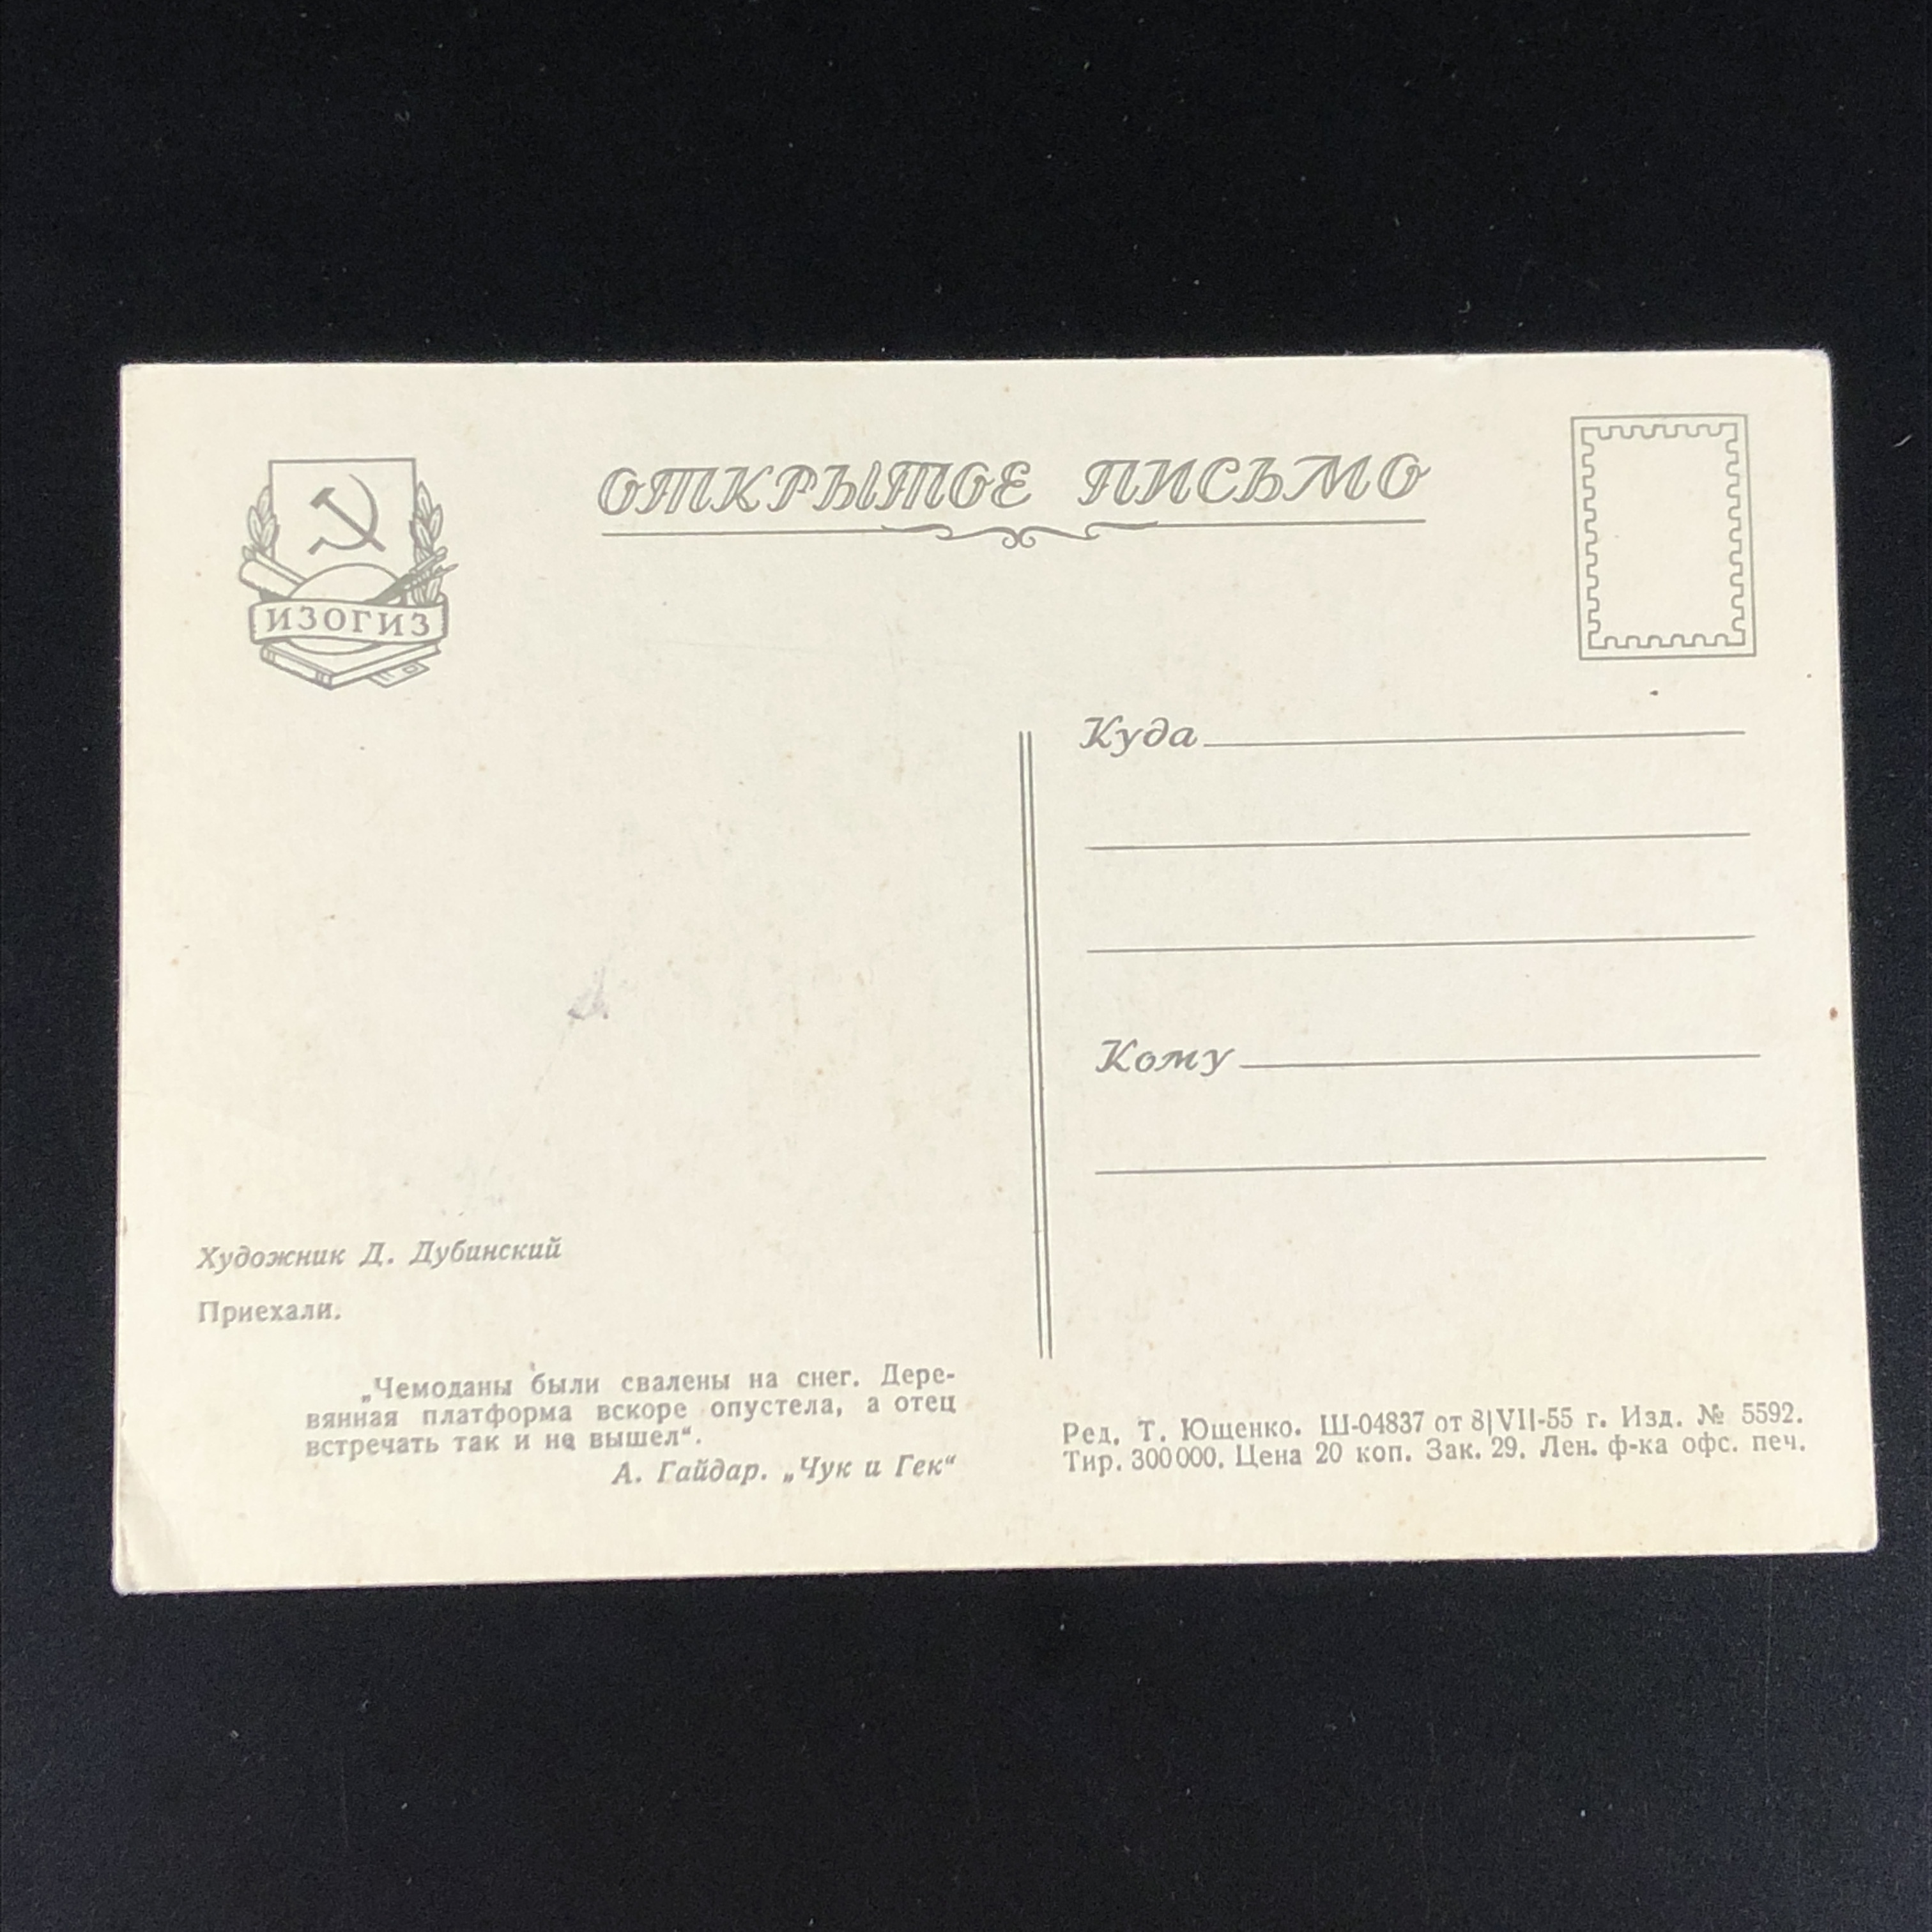 ОТКРЫТОЕ ПИСЬМО
ИЗОГИЗ
Куда
Кому
Художник Д. Дубинский
Приехали.
„Чемоданы были свалены на снег. Дере-
вянная платформа вскоре опустела, а отец
встречать так и не вышел“.
А. Гайдар. „Чук и Гек“
Ред. Т. Ющенко. Ш-04837 от 8|VII-55 г. Изд. № 5592.
Тир. 300000. Цена 20 коп. Зак. 29. Лен. ф-ка офс. печ.